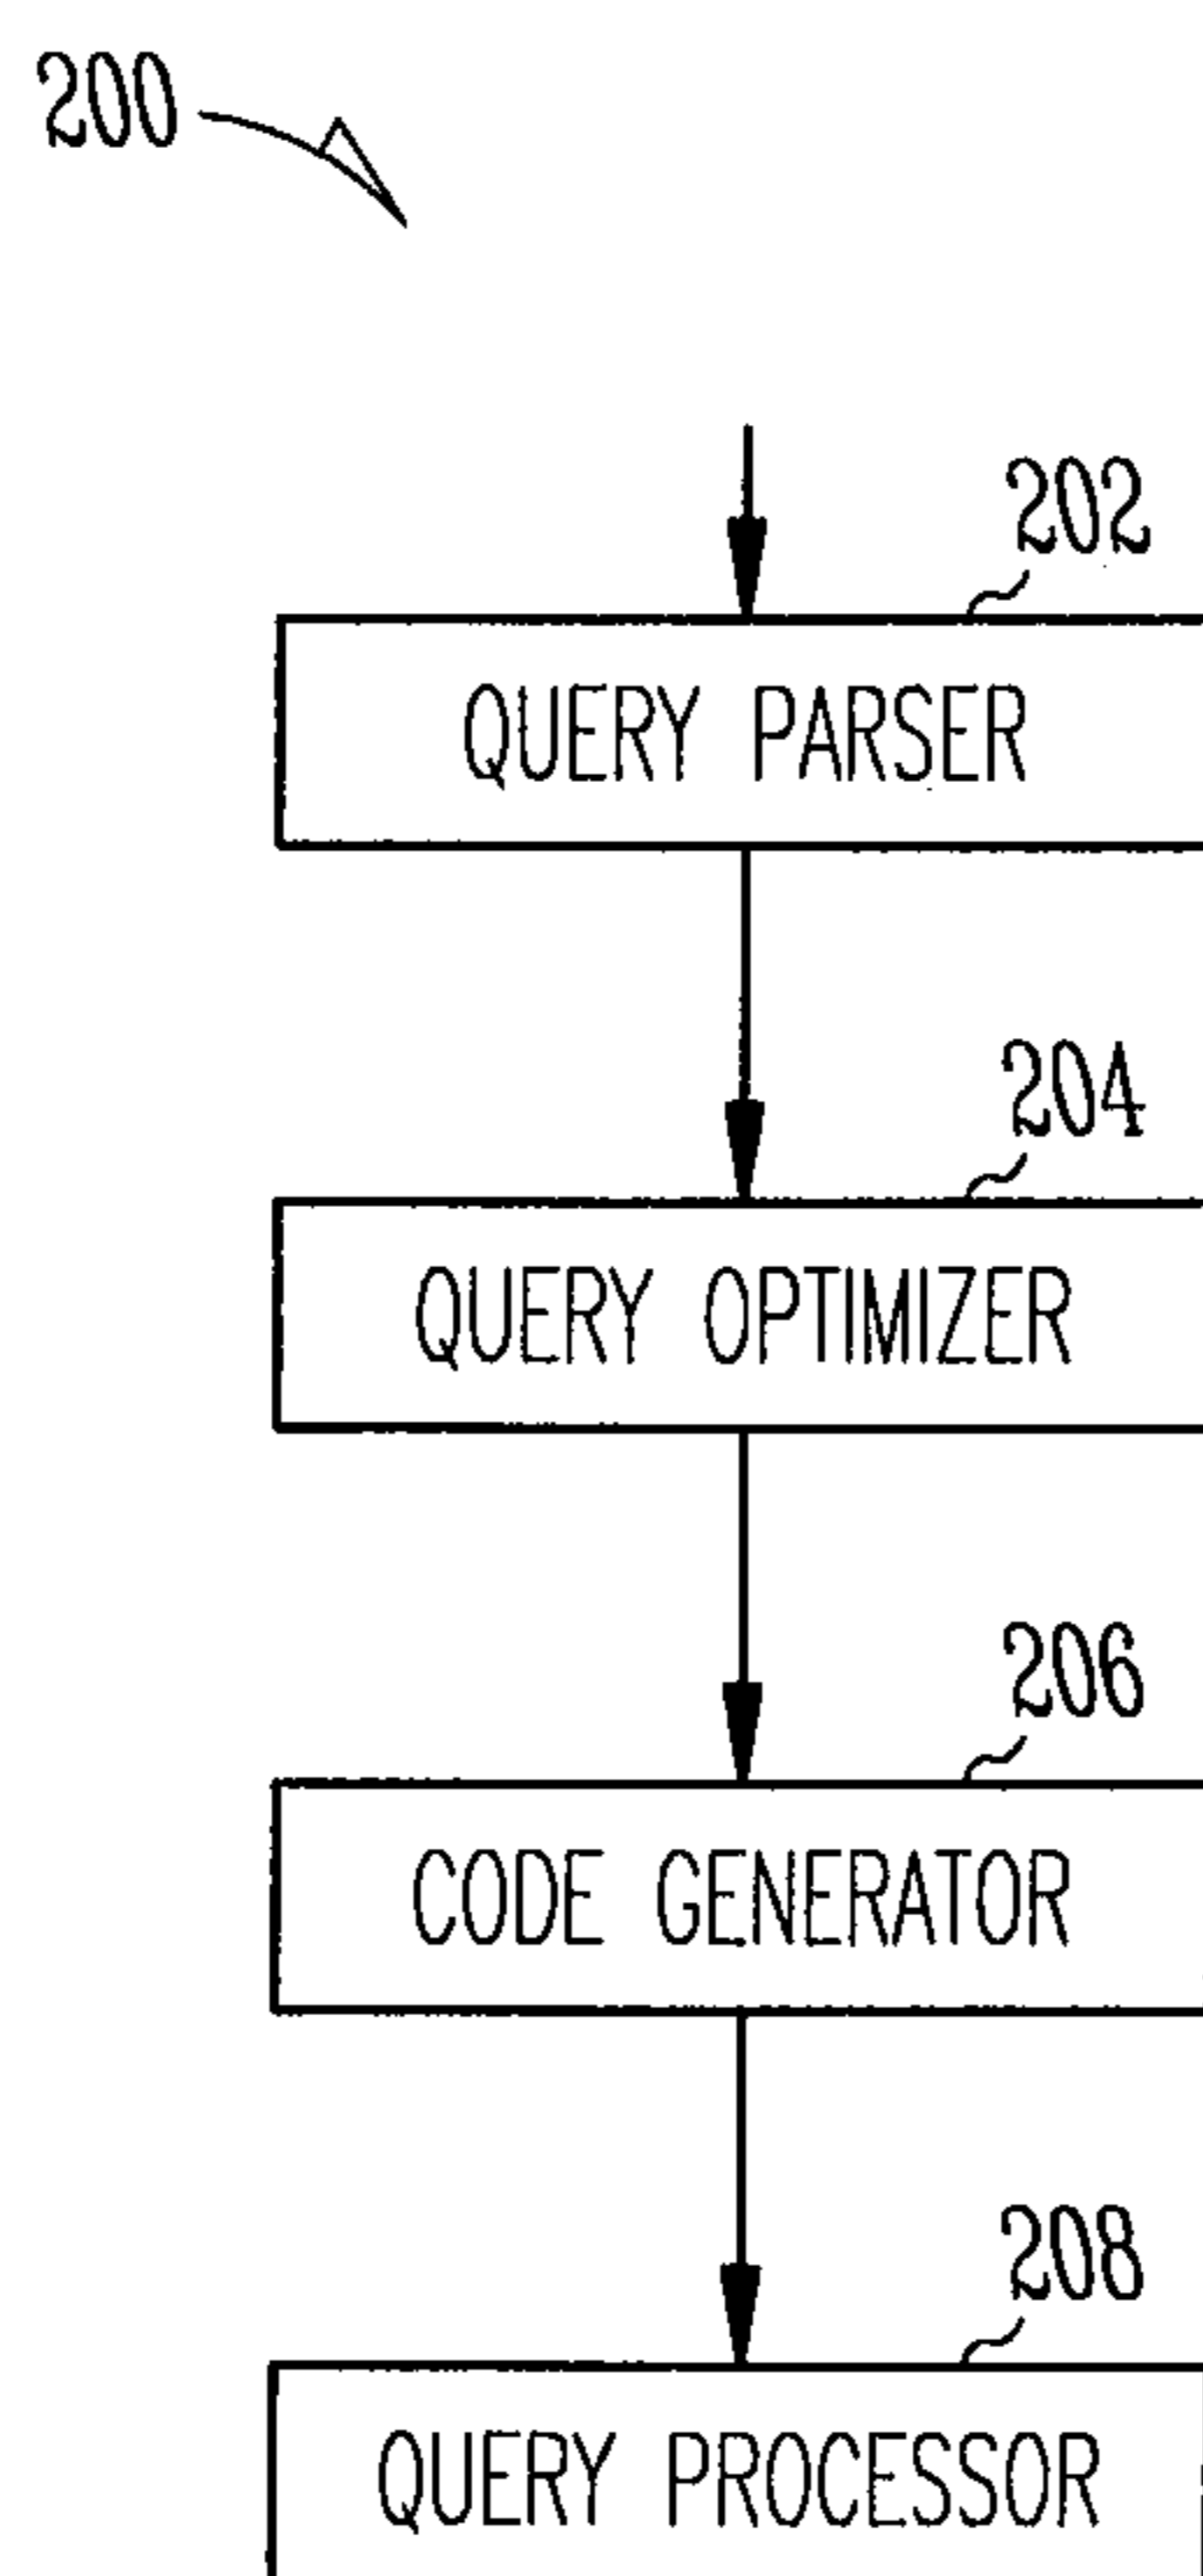 200
202
QUERY PARSER
204
QUERY OPTIMIZER
206
CODE GENERATOR
208
QUERY PROCESSOR